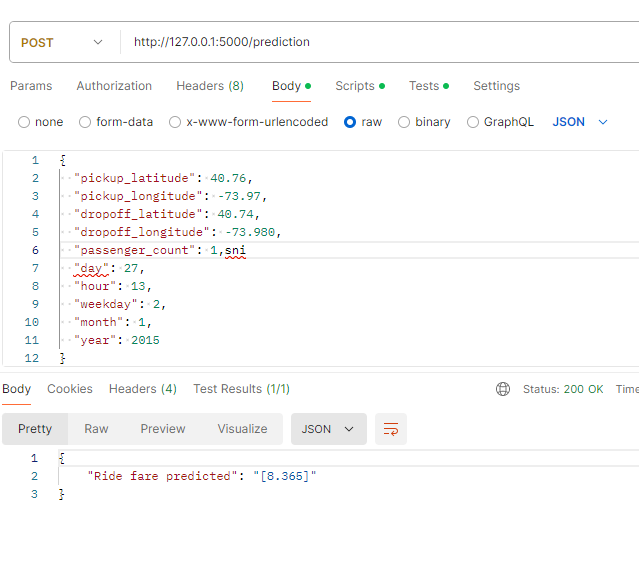 POST http://127.0.0.1:5000/prediction
Params Authorization Headers (8) Body Scripts Tests Settings
none form-data x-www-form-urlencoded raw binary GraphQL JSON
1 {
2 "pickup_latitude": 40.76,
3 "pickup_longitude": -73.97,
4 "dropoff_latitude": 40.74,
5 "dropoff_longitude": -73.980,
6 "passenger_count": 1,sni
7 "day": 27,
8 "hour": 13,
9 "weekday": 2,
10 "month": 1,
11 "year": 2015
12 }
Body Cookies Headers (4) Test Results (1/1) Status: 200 OK Time
Pretty Raw Preview Visualize JSON
1 {
2 "Ride fare predicted": "[8.365]"
3 }